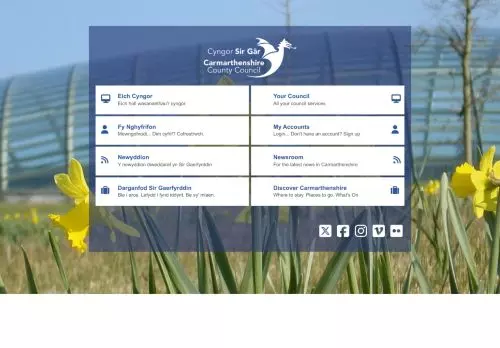 Cyngor Sir Gâr
Carmarthenshire
County Council
Eich Cyngor
Eich holl wasanaethau'r cyngor.
Your Council
All your council services
Fy Nghyfrifon
Mewngofnodi... Dim cyfrif? Cofrestrwch.
My Accounts
Login... Don't have an account? Sign up
Newyddion
Y newyddion diweddaraf yn Sir Gaerfyrddin
Newsroom
For the latest news in Carmarthenshire
Darganfod Sir Gaerfyrddin
Ble i aros. Lefydd i fynd iddynt. Be sy' mlaen.
Discover Carmarthenshire
Where to stay. Places to go. What's On.